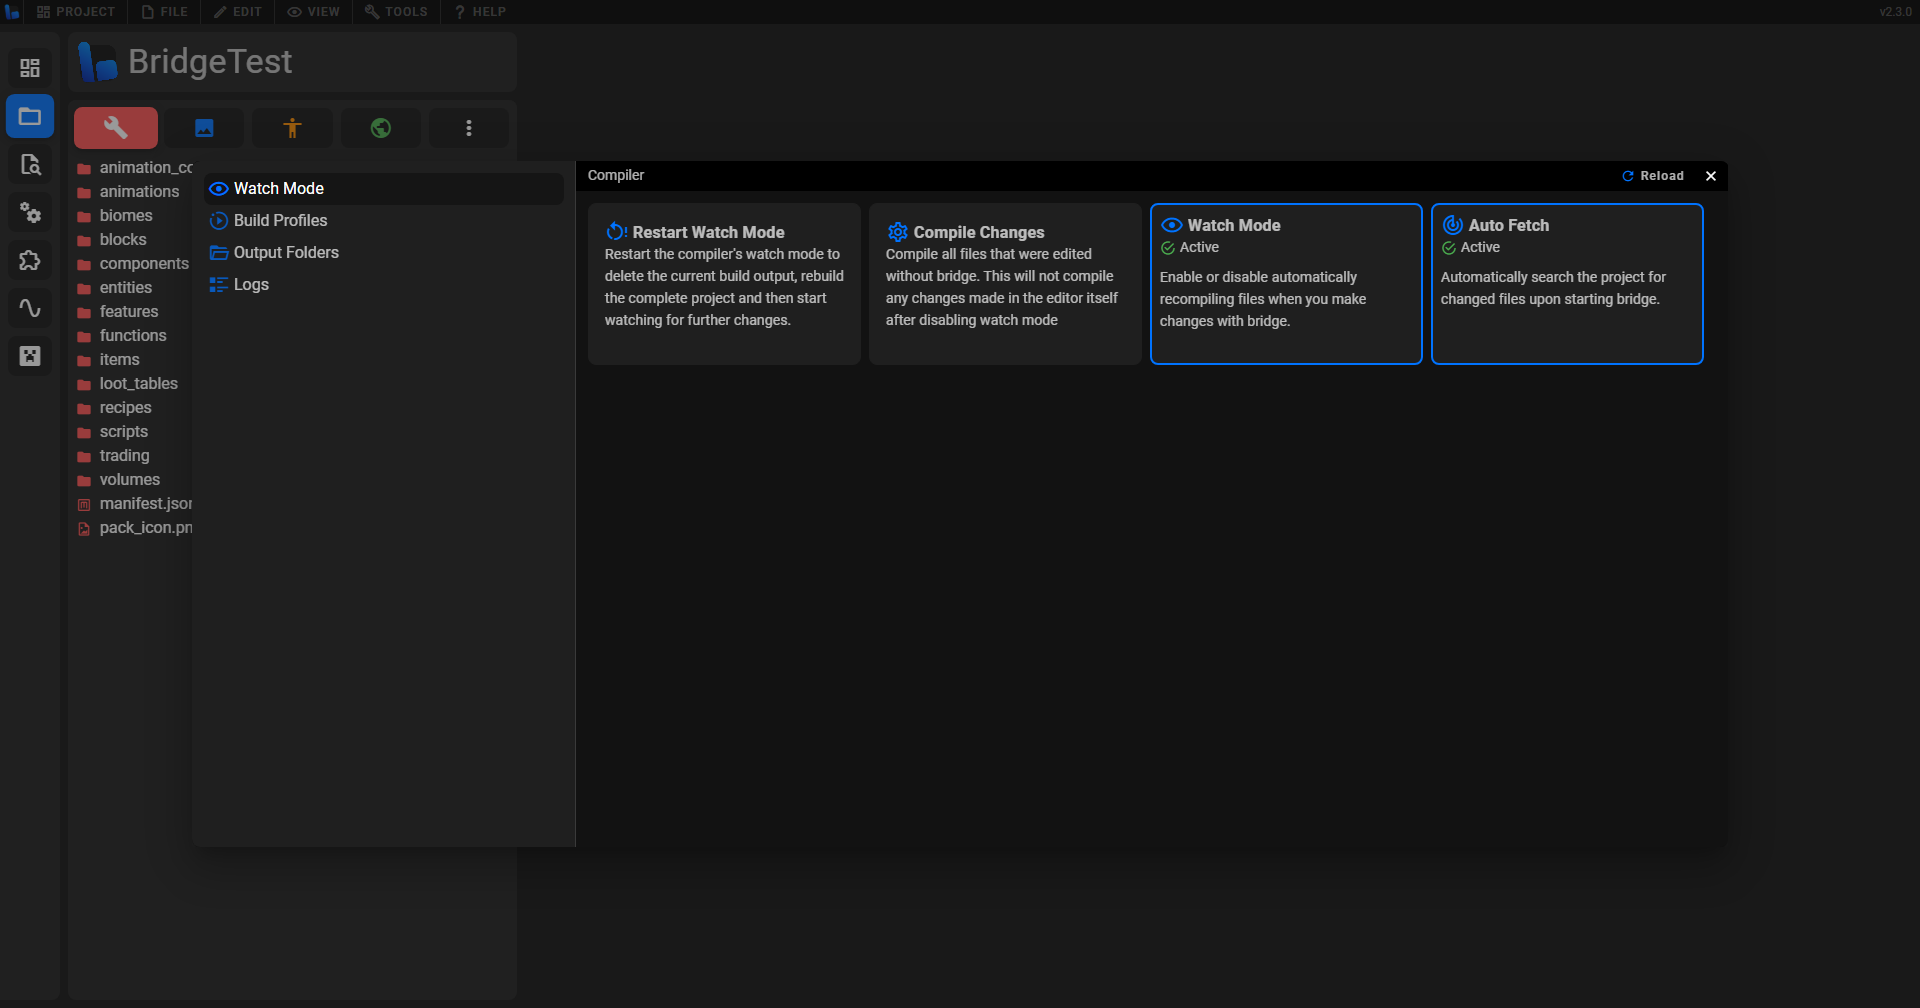 PROJECT
FILE
EDIT
VIEW
TOOLS
HELP
v2.3.0
BridgeTest
animation_cc
animations
biomes
blocks
components
entities
features
functions
items
loot_tables
recipes
scripts
trading
volumes
manifest.jsor
pack_icon.pn
Watch Mode
Build Profiles
Output Folders
Logs
Compiler
Reload
Restart Watch Mode
Restart the compiler's watch mode to
delete the current build output, rebuild
the complete project and then start
watching for further changes.
Compile Changes
Compile all files that were edited
without bridge. This will not compile
any changes made in the editor itself
after disabling watch mode
Watch Mode
Active
Enable or disable automatically
recompiling files when you make
changes with bridge.
Auto Fetch
Active
Automatically search the project for
changed files upon starting bridge.